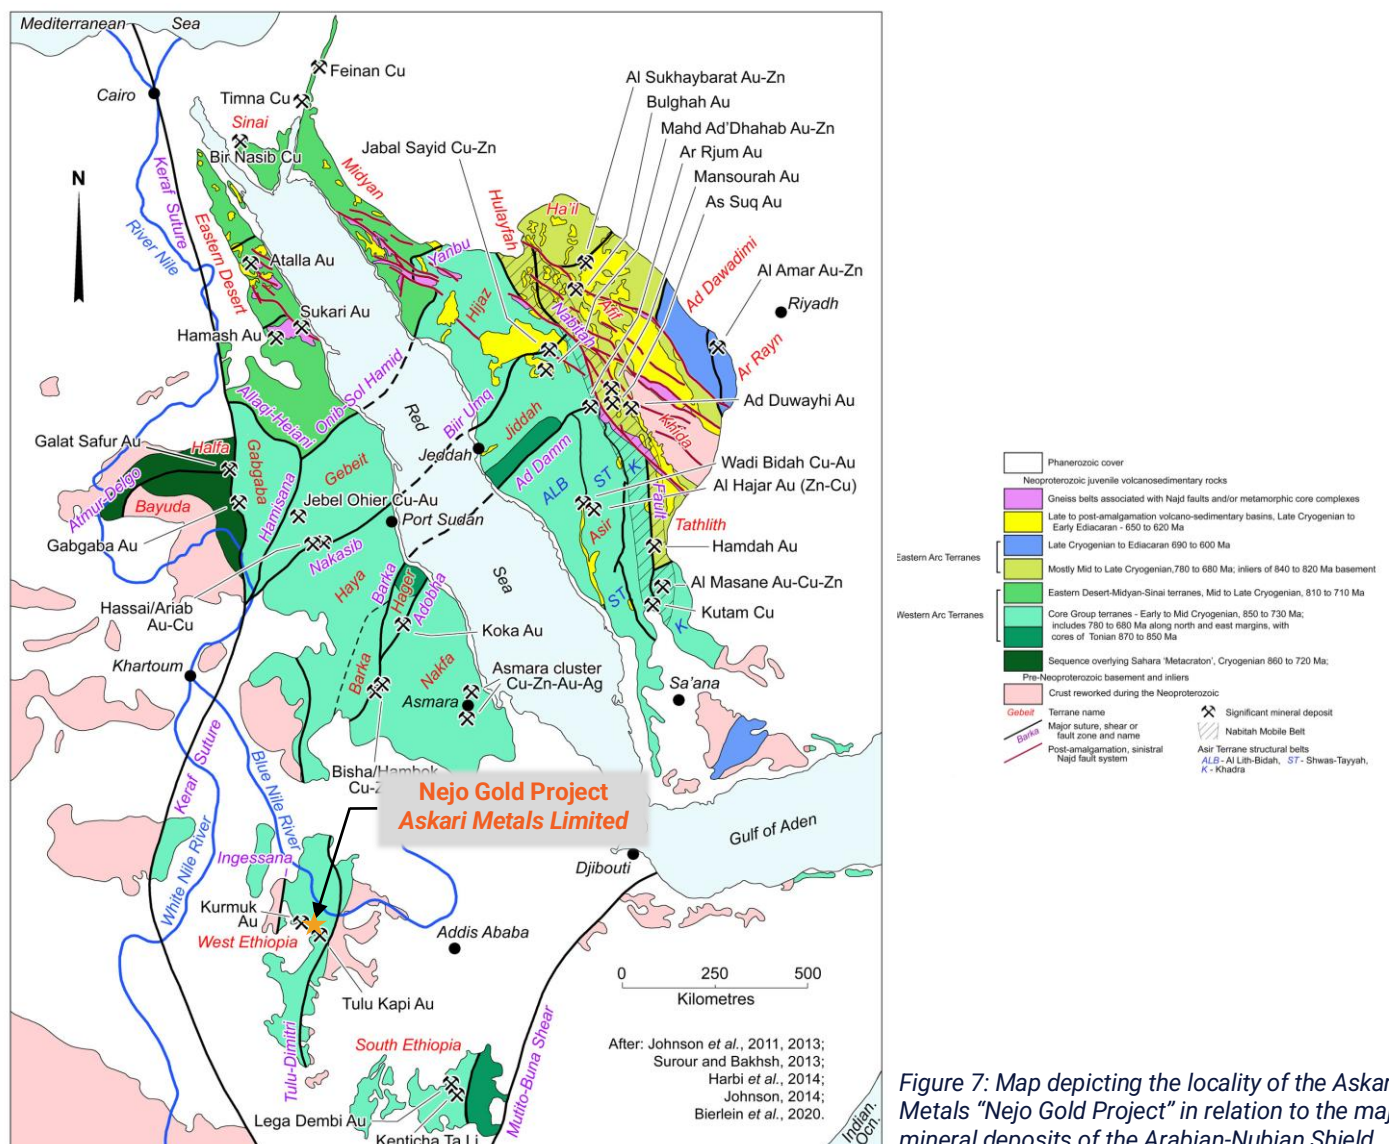 Mediterranean Sea
Cairo
Feinan Cu
Timna Cu
Sinai
Bir Nasib Cu
Al Sukhaybarat Au-Zn
Bulghah Au
Mahd Ad'Dhahab Au-Zn
Ar Rjum Au
Mansourah Au
As Suq Au
Jabal Sayid Cu-Zn
N
Keraf Suture
River Nile
Midyan
Eastern Desert
Atalla Au
Sukari Au
Hamash Au
Yanbu
Hulayfah
Ha'il
Ad Dawadimi
Al Amar Au-Zn
Riyadh
Hijaz
Nabitah
Afif
Ar Rayn
Allaqi-Heiani
Onib-Sol Hamid
Red
Sea
Biir Umq
Jiddah
Jeddah
Ad Damm
Ad Duwayhi Au
Khida
Galat Safur Au
Halfa
Gabgaba
Gebeit
Atmur-Delgo
Bayuda
Hamisana
Jebel Ohier Cu-Au
Port Sudan
Gabgaba Au
Nakasib
Wadi Bidah Cu-Au
Al Hajar Au (Zn-Cu)
ALB
ST
K
Fault
Asir
Tathlith
Hamdah Au
Al Masane Au-Cu-Zn
Kutam Cu
ST
K
Hassai/Ariab
Au-Cu
Haya
Barka
Hager
Adobha
Koka Au
Khartoum
Barka
Nakfa
Asmara cluster
Cu-Zn-Au-Ag
Asmara
Sa'ana
Bisha/Hambok
Cu-Z
Nejo Gold Project
Askari Metals Limited
Keraf Suture
Blue Nile River
White Nile River
Gulf of Aden
Djibouti
Ingessana
Kurmuk
Au
West Ethiopia
Addis Ababa
Tulu Kapi Au
Tulu-Dimitri
0 250 500
Kilometres
South Ethiopia
Mutito-Buna Shear
Lega Dembi Au
Kenticha Ta Li
After: Johnson et al., 2011, 2013;
Surour and Bakhsh, 2013;
Harbi et al., 2014;
Johnson, 2014;
Bierlein et al., 2020.
Indian.
Ocn.
Phanerozoic cover
Neoproterozoic juvenile volcanosedimentary rocks
Gneiss belts associated with Najd faults and/or metamorphic core complexes
Late to post-amalgamation volcano-sedimentary basins, Late Cryogenian to
Early Ediacaran - 650 to 620 Ma
Late Cryogenian to Ediacaran 690 to 600 Ma
Eastern Arc Terranes
Mostly Mid to Late Cryogenian,780 to 680 Ma; inliers of 840 to 820 Ma basement
Eastern Desert-Midyan-Sinai terranes, Mid to Late Cryogenian, 810 to 710 Ma
Western Arc Terranes
Core Group terranes - Early to Mid Cryogenian, 850 to 730 Ma;
includes 780 to 680 Ma along north and east margins, with
cores of Tonian 870 to 850 Ma
Sequence overlying Sahara 'Metacraton', Cryogenian 860 to 720 Ma;
Pre-Neoproterozoic basement and inliers
Crust reworked during the Neoproterozoic
Gebeit Terrane name
Barka Major suture, shear or
fault zone and name
Post-amalgamation, sinistral
Najd fault system
Significant mineral deposit
Nabitah Mobile Belt
Asir Terrane structural belts
ALB - Al Lith-Bidah, ST - Shwas-Tayyah,
K - Khadra
Figure 7: Map depicting the locality of the Askar
Metals "Nejo Gold Project" in relation to the maj
mineral deposits of the Arabian-Nubian Shield